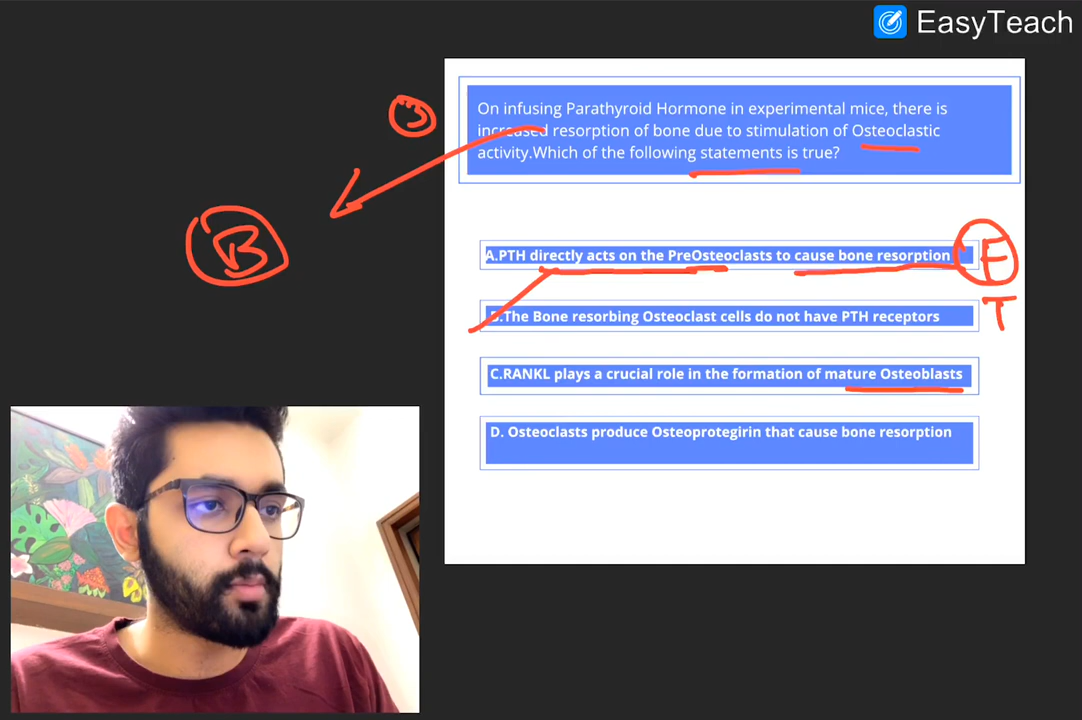 EasyTeach
On infusing Parathyroid Hormone in experimental mice, there is
increased resorption of bone due to stimulation of Osteoclastic
activity.Which of the following statements is true?
B
A.PTH directly acts on the PreOsteoclasts to cause bone resorption
F
B.The Bone resorbing Osteoclast cells do not have PTH receptors
T
C.RANKL plays a crucial role in the formation of mature Osteoblasts
D. Osteoclasts produce Osteoprotegirin that cause bone resorption